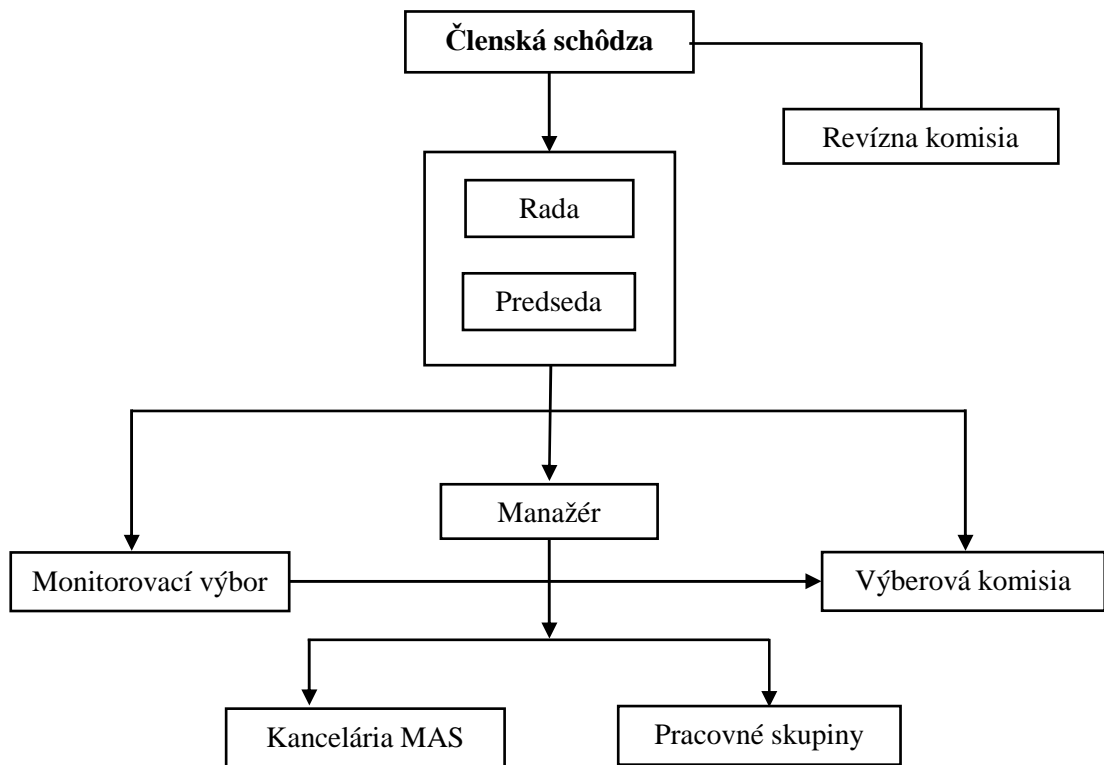 Členská schôdza
Revízna komisia
Rada
Predseda
Manažér
Monitorovací výbor
Výberová komisia
Kancelária MAS
Pracovné skupiny